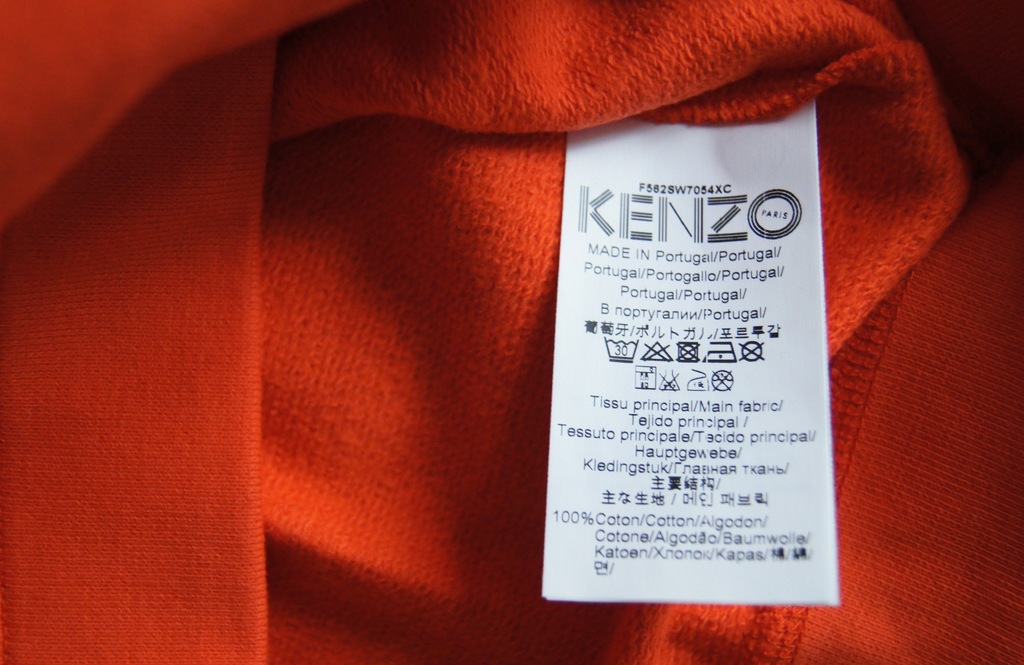 F562SW7054XC
KENZO PARIS
MADE IN Portugal/Portugal/
Portugal/Portogallo/Portugal/
Portugal/Portugal/
В португалии/Portugal/
葡萄牙/ポルトガル/포르투갈
30
Tissu principal/Main fabric/
Tejido principal /
Tessuto principale/Tecido principal/
Hauptgewebe/
Kledingstuk/Главная ткань/
主要结构/
主な生地 / 메인 패브릭
100%Coton/Cotton/Algodon/
Cotone/Algodão/Baumwolle/
Katoen/Хлопок/Kapas/棉/綿/
면/